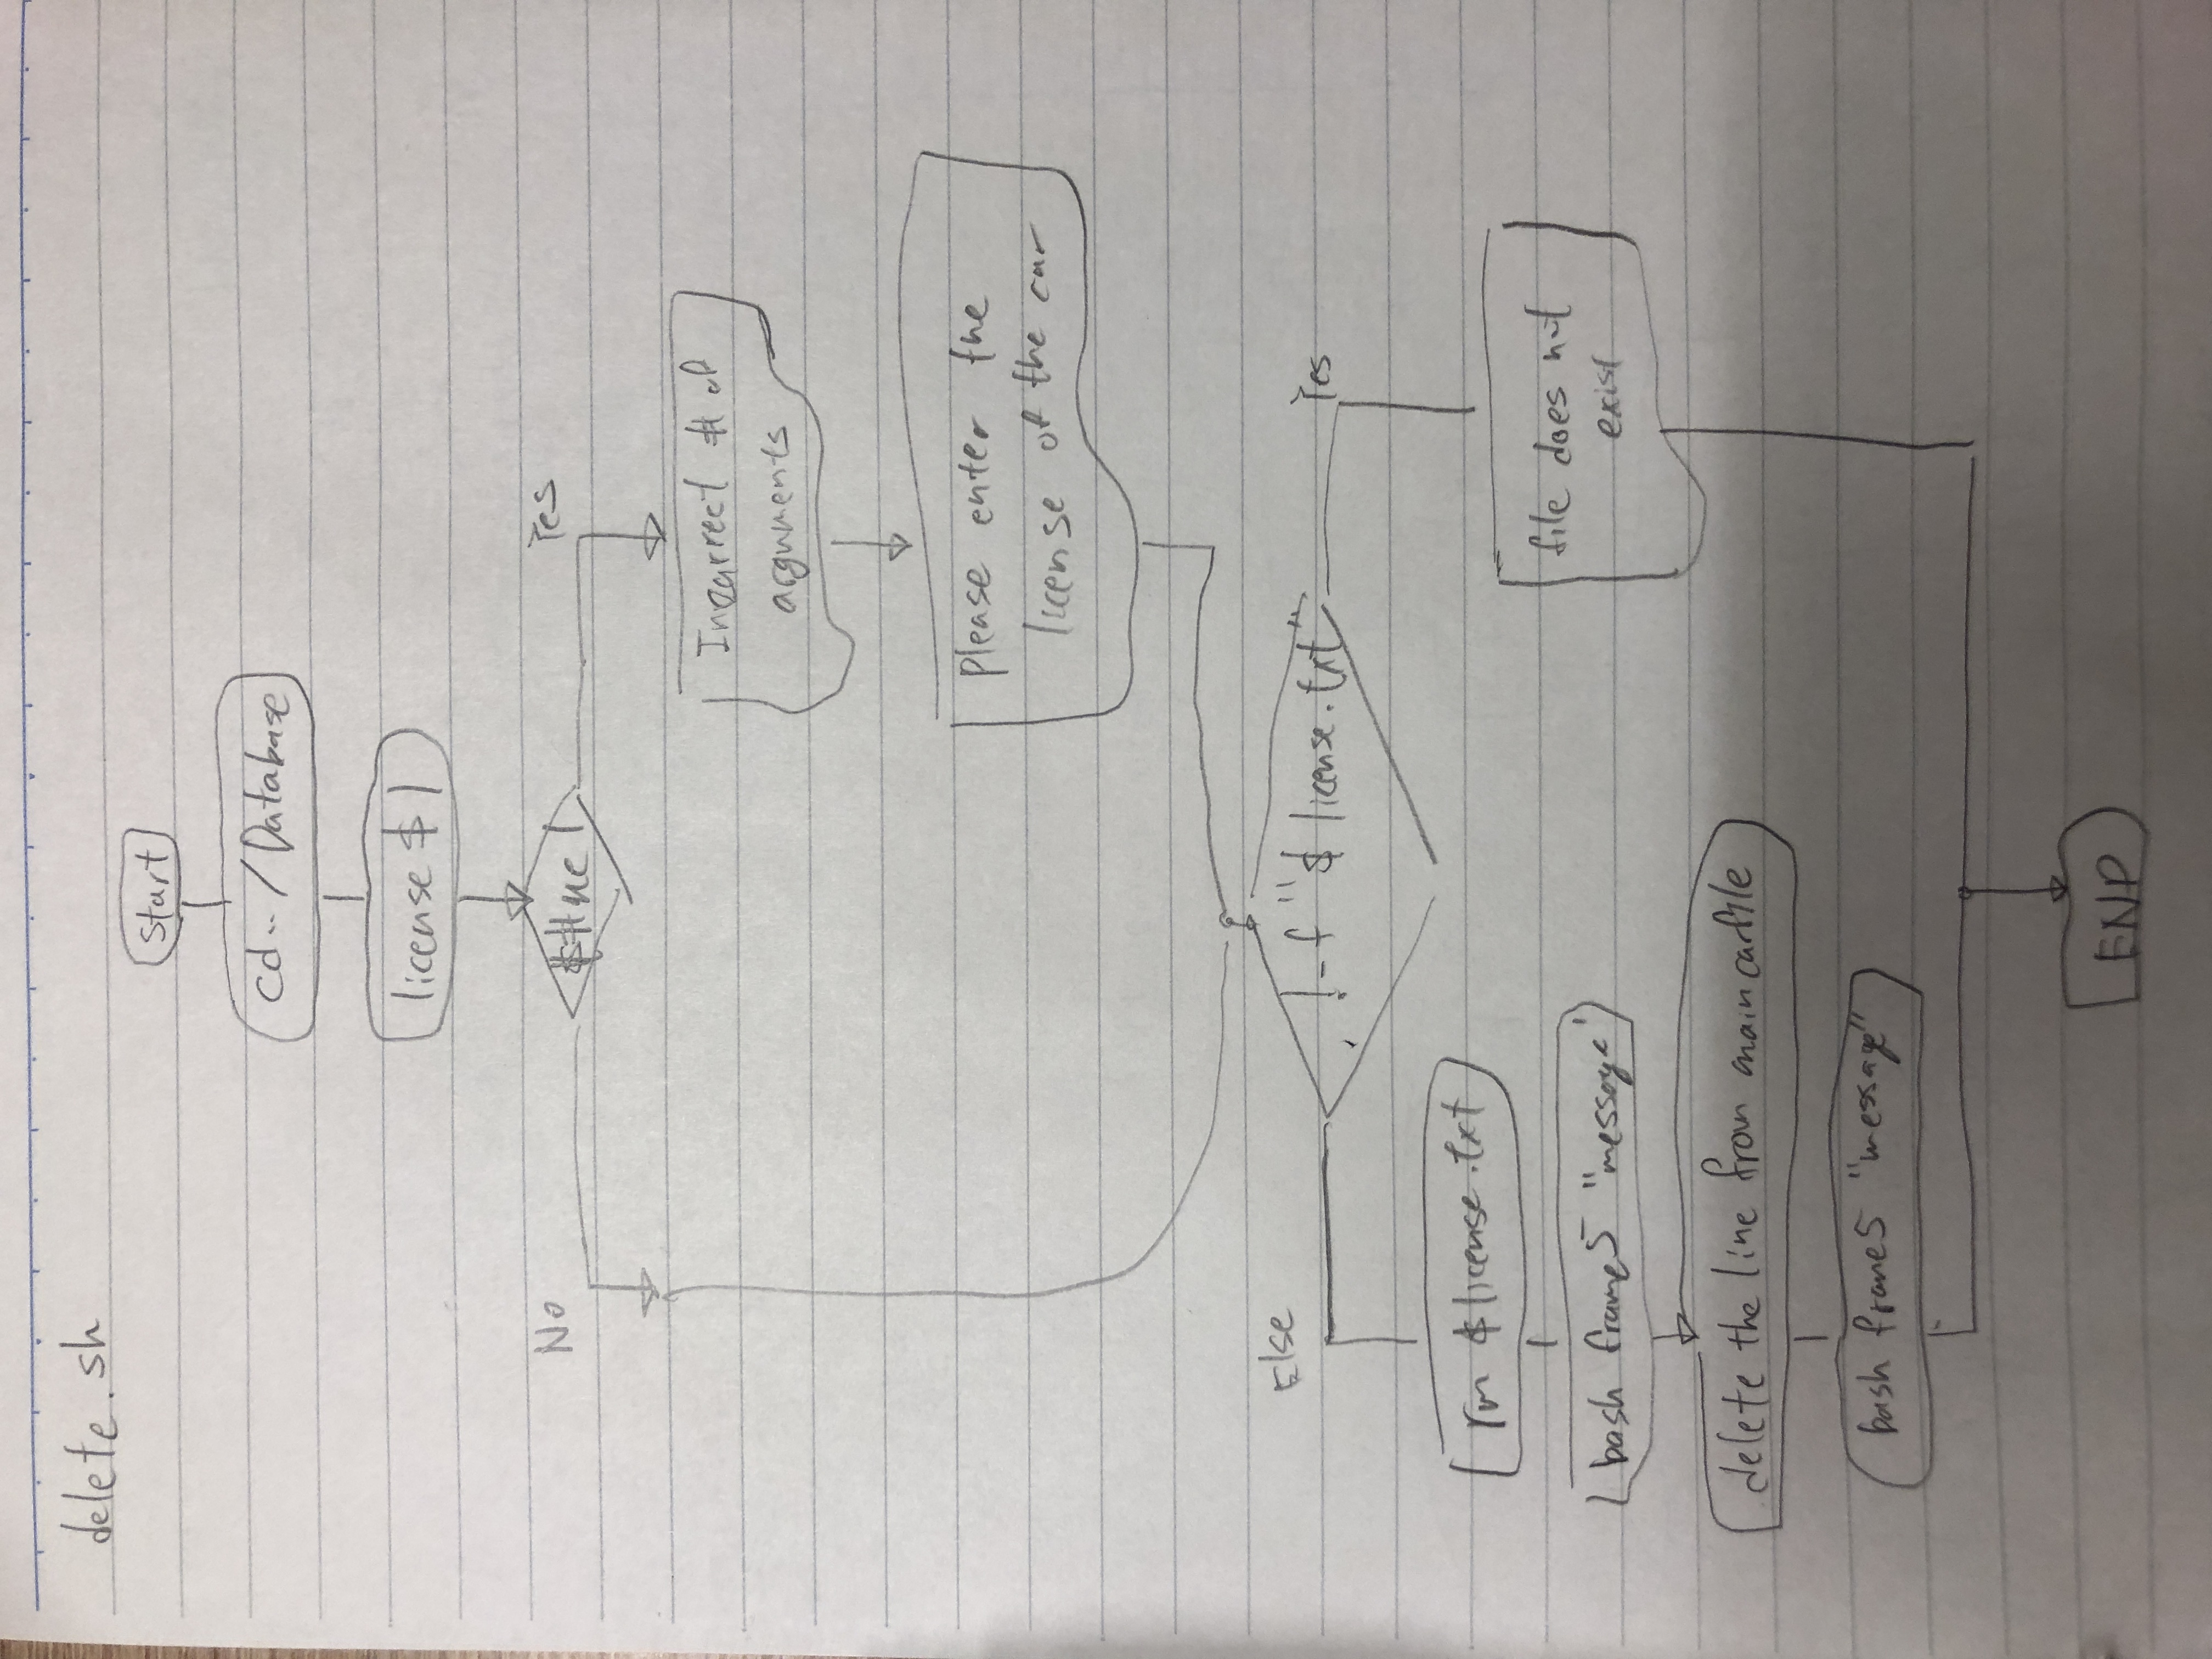 delete.sh
Start
cd../Database
license $1
No
Yes
$# ne 1
Incorrect # of
arguments
please enter the
license of the car
Else
Yes
! -f "$license.txt"
rm $license.txt
file does not
exist
bash frame5 "message"
delete the line from maincarfile
bash frame5 "message"
END